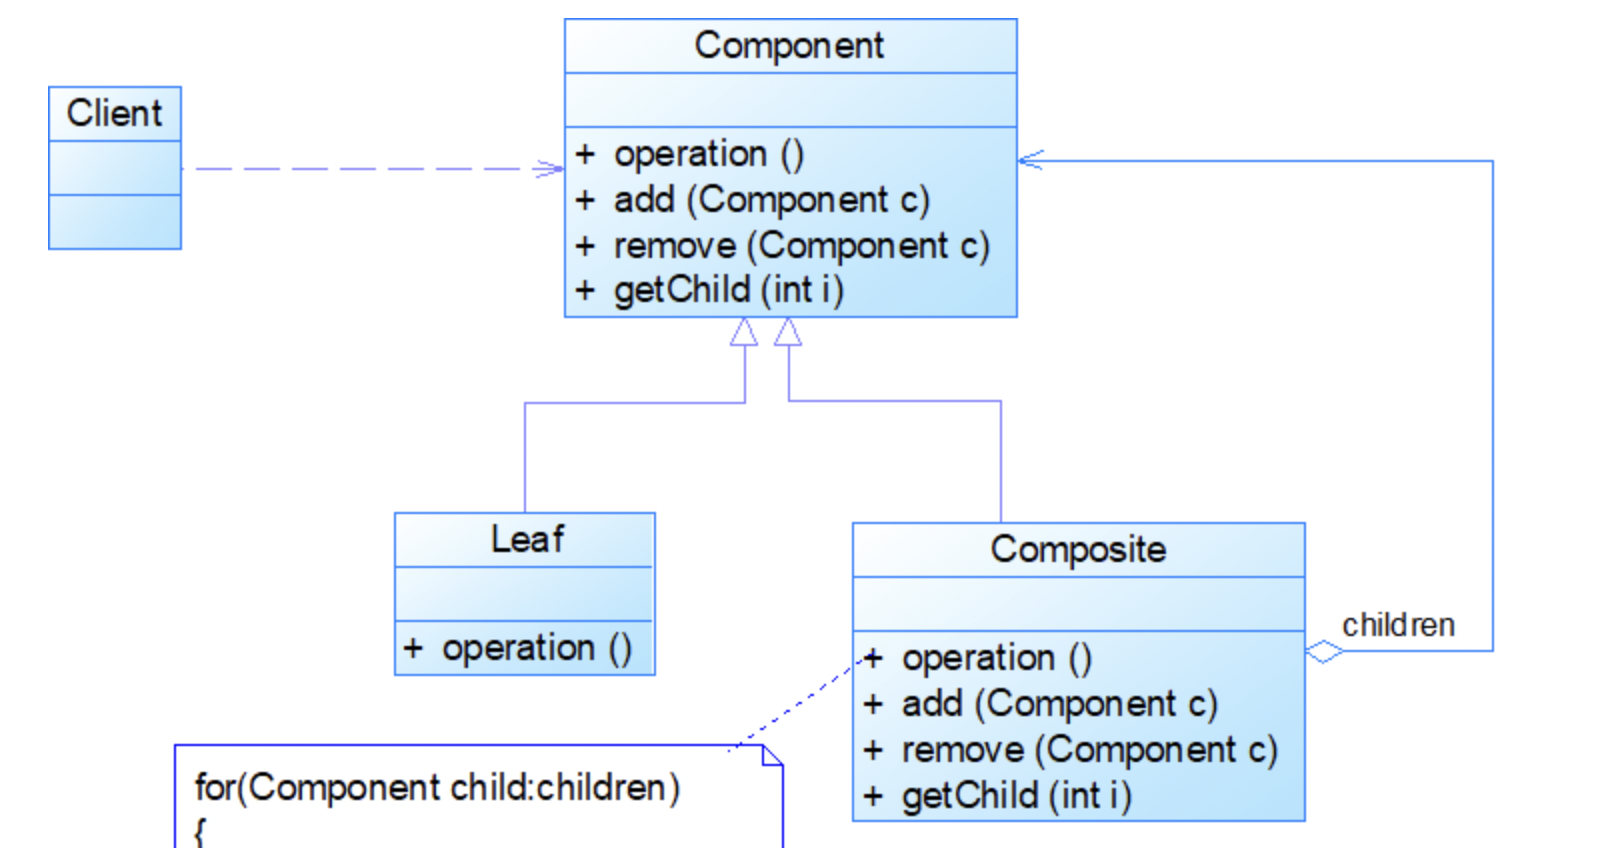 Component
Client
+ operation ()
+ add (Component c)
+ remove (Component c)
+ getChild (int i)
Leaf
+ operation ()
Composite
children
+ operation ()
+ add (Component c)
+ remove (Component c)
+ getChild (int i)
for(Component child:children)
{